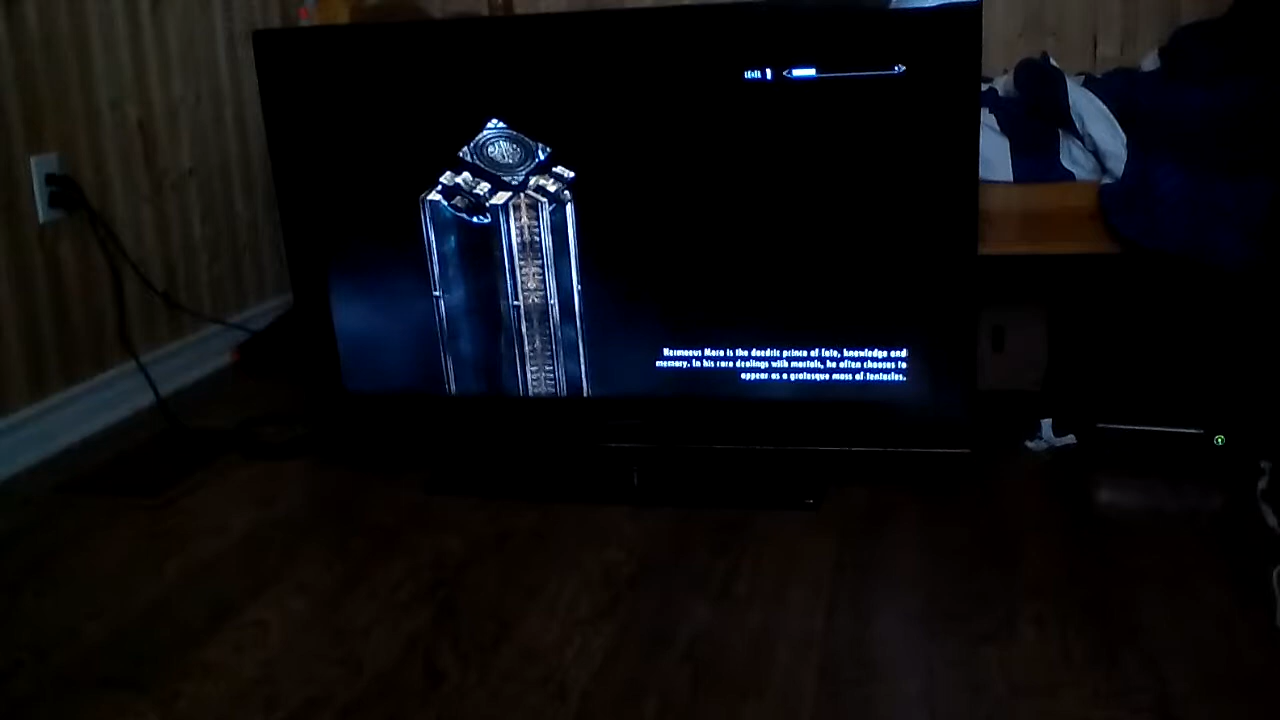 LEVEL 1
Hermaeus Mora is the daedric prince of fate, knowledge and
memory. In his rare dealings with mortals, he often chooses to
appear as a grotesque mass of tentacles.